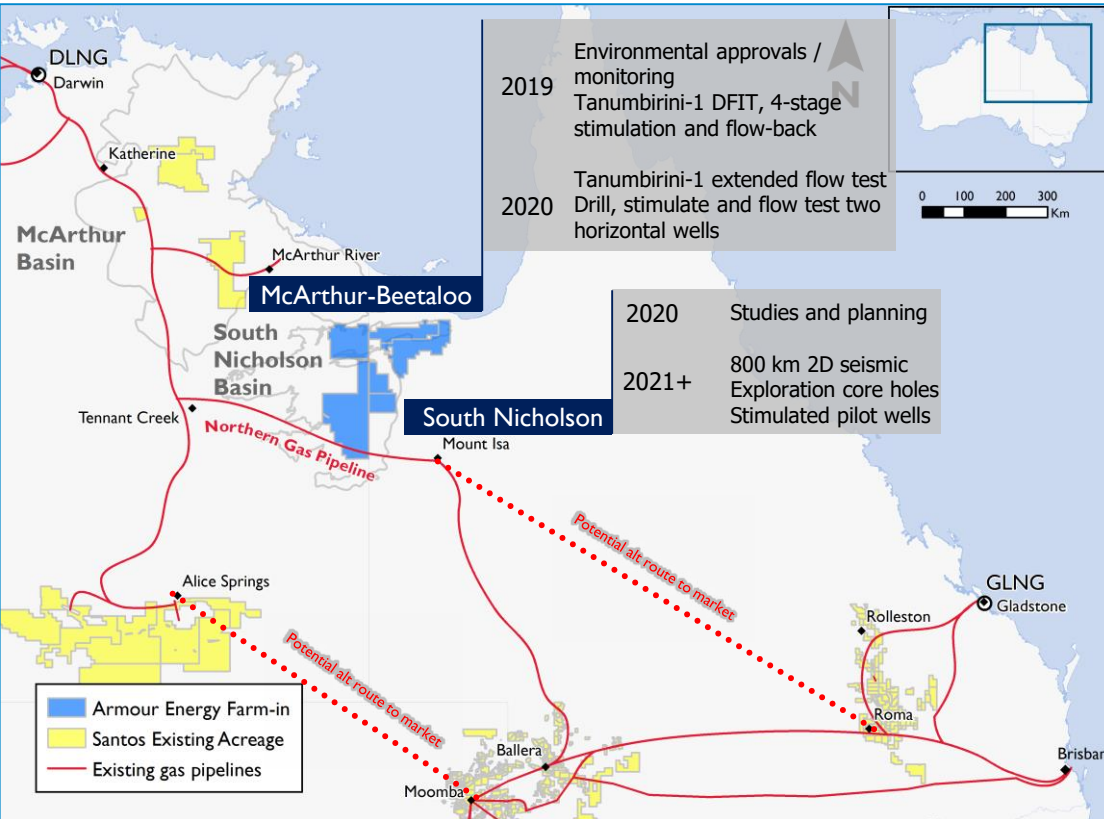 DLNG
Darwin
Katherine
McArthur
Basin
McArthur River
McArthur-Beetaloo
2019
Environmental approvals /
monitoring
Tanumbirini-1 DFIT, 4-stage
stimulation and flow-back
2020
Tanumbirini-1 extended flow test
Drill, stimulate and flow test two
horizontal wells
N
0 100 200 300
Km
South
Nicholson
Basin
South Nicholson
2020 Studies and planning
2021+
800 km 2D seismic
Exploration core holes
Stimulated pilot wells
Tennant Creek
Northern Gas Pipeline
Mount Isa
Potential alt route to market
Alice Springs
Potential alt route to market
GLNG
Gladstone
Rolleston
Roma
Ballera
Moomba
Brisban
Armour Energy Farm-in
Santos Existing Acreage
Existing gas pipelines